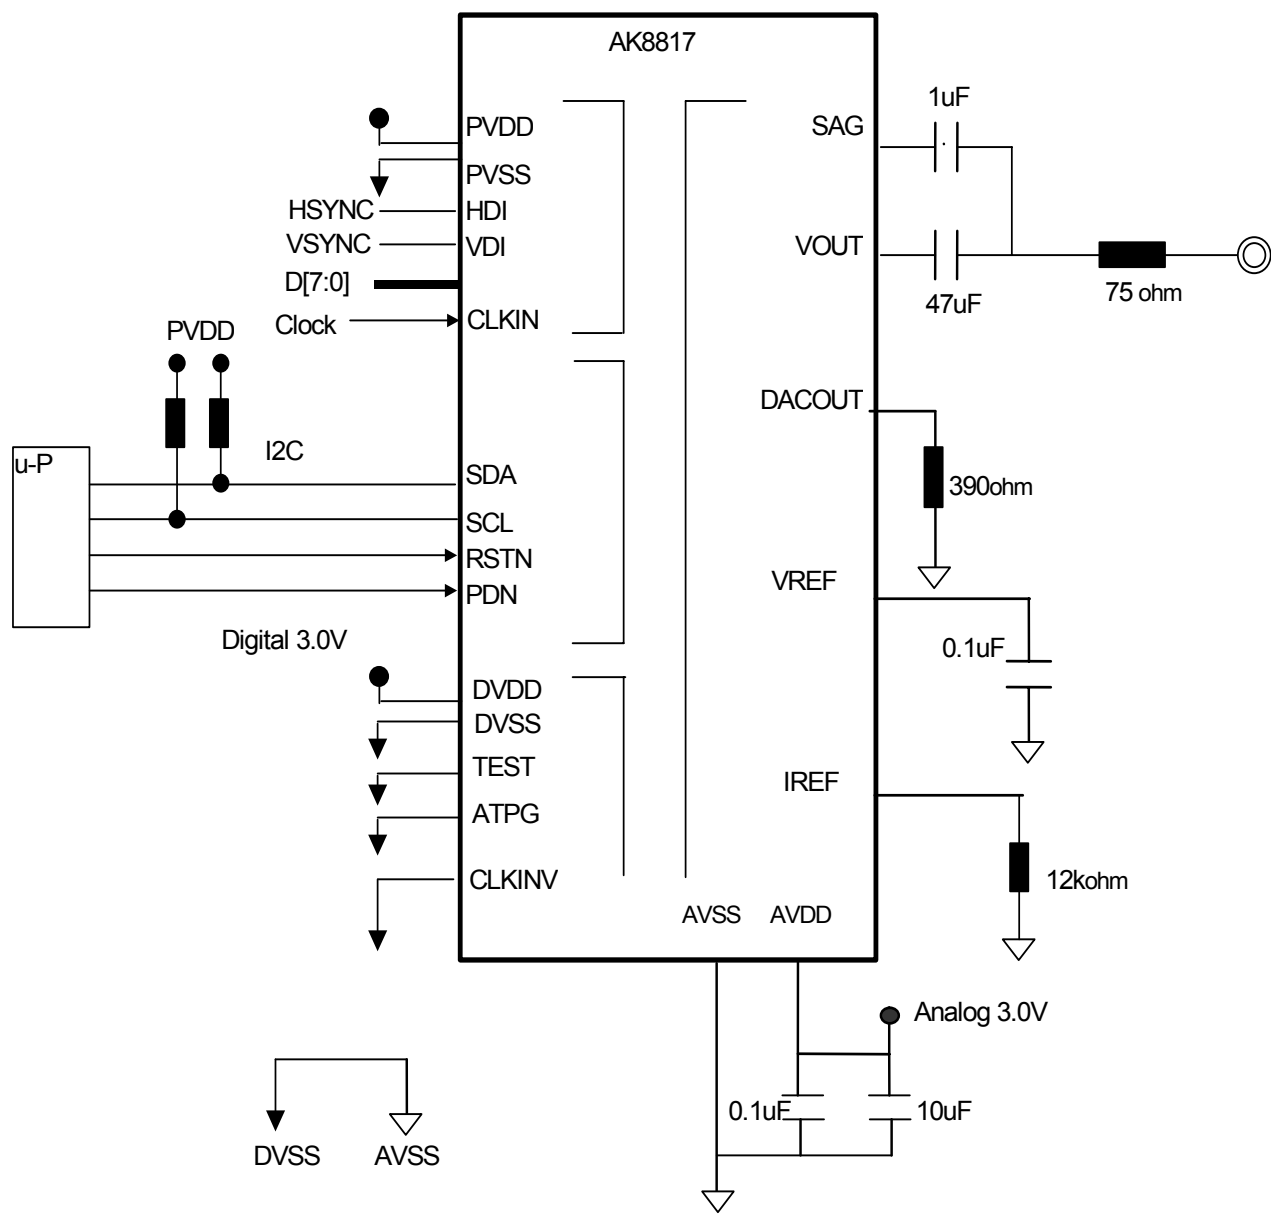 AK8817
1uF
SAG
PVDD
PVSS
HSYNC
HDI
VSYNC
VDI
VOUT
D[7:0]
75 ohm
47uF
Clock
CLKIN
PVDD
DACOUT
I2C
u-P
SDA
390ohm
SCL
RSTN
VREF
PDN
Digital 3.0V
0.1uF
DVDD
DVSS
TEST
IREF
ATPG
CLKINV
12kohm
AVSS
AVDD
Analog 3.0V
0.1uF
10uF
DVSS
AVSS